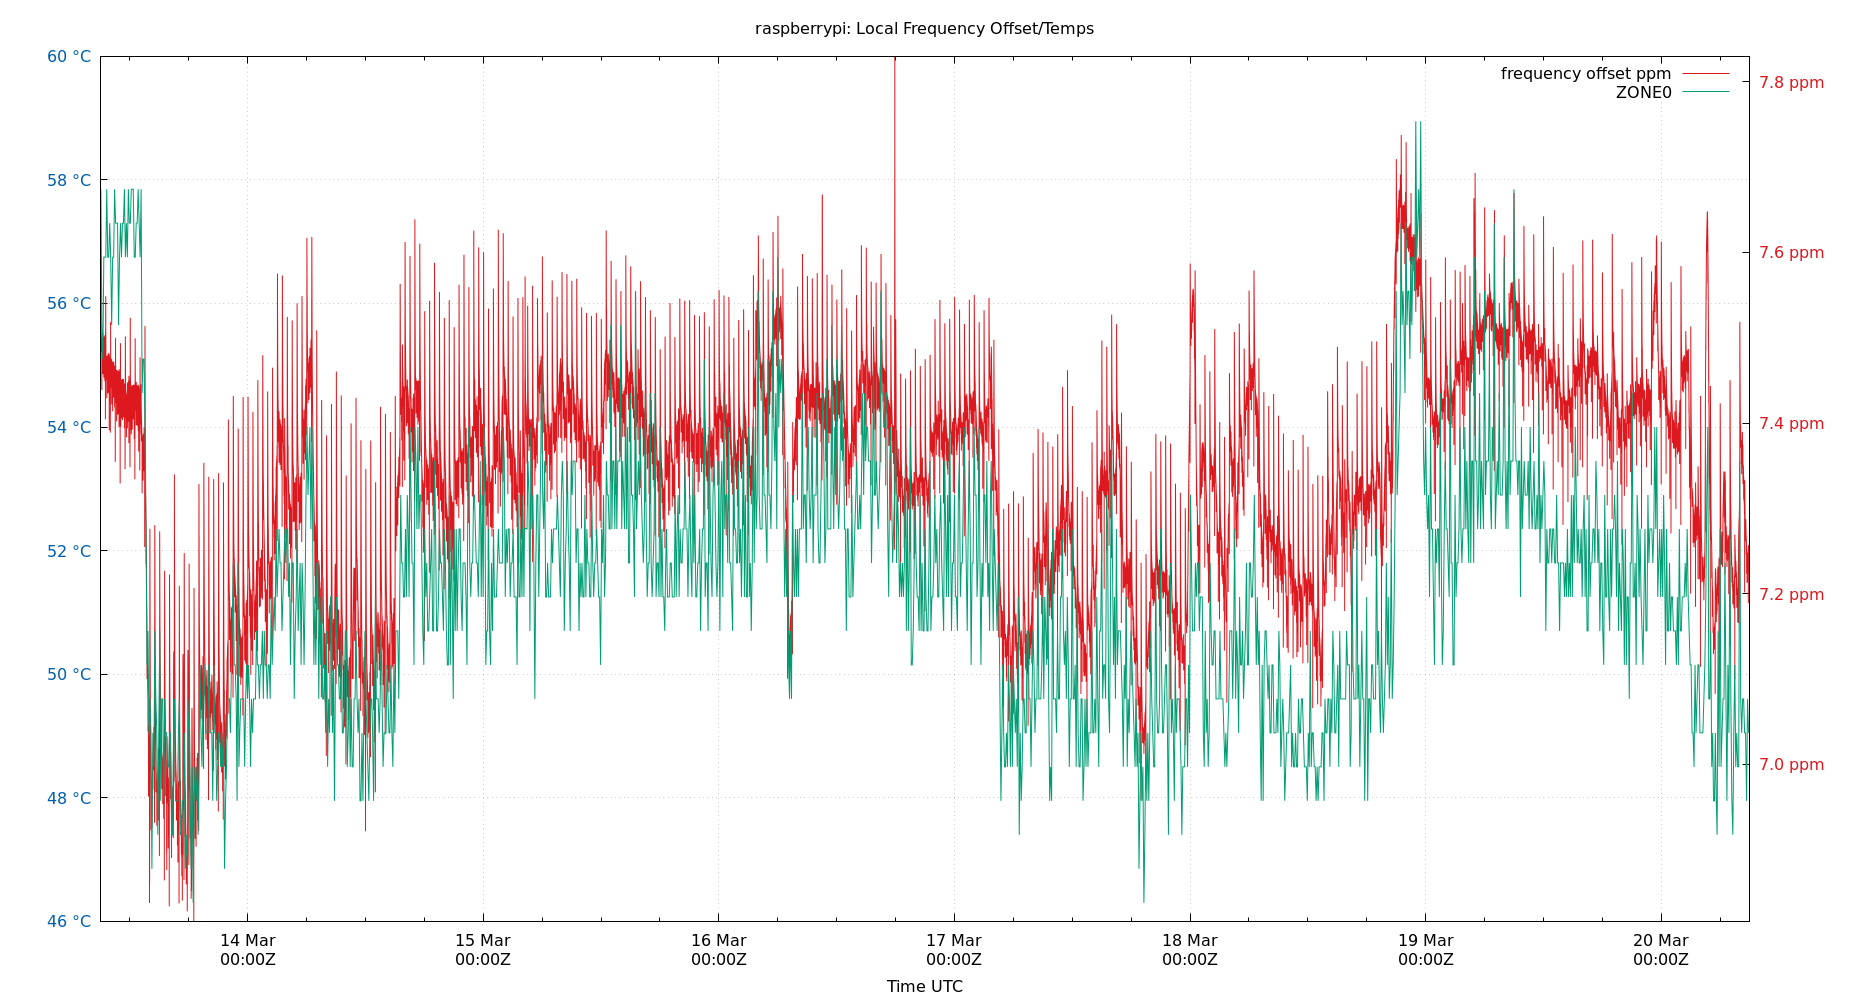 raspberrypi: Local Frequency Offset/Temps
60 °C
58 °C
56 °C
54 °C
52 °C
50 °C
48 °C
46 °C
frequency offset ppm
ZONE0
7.8 ppm
7.6 ppm
7.4 ppm
7.2 ppm
7.0 ppm
14 Mar
00:00Z
15 Mar
00:00Z
16 Mar
00:00Z
17 Mar
00:00Z
18 Mar
00:00Z
19 Mar
00:00Z
20 Mar
00:00Z
Time UTC